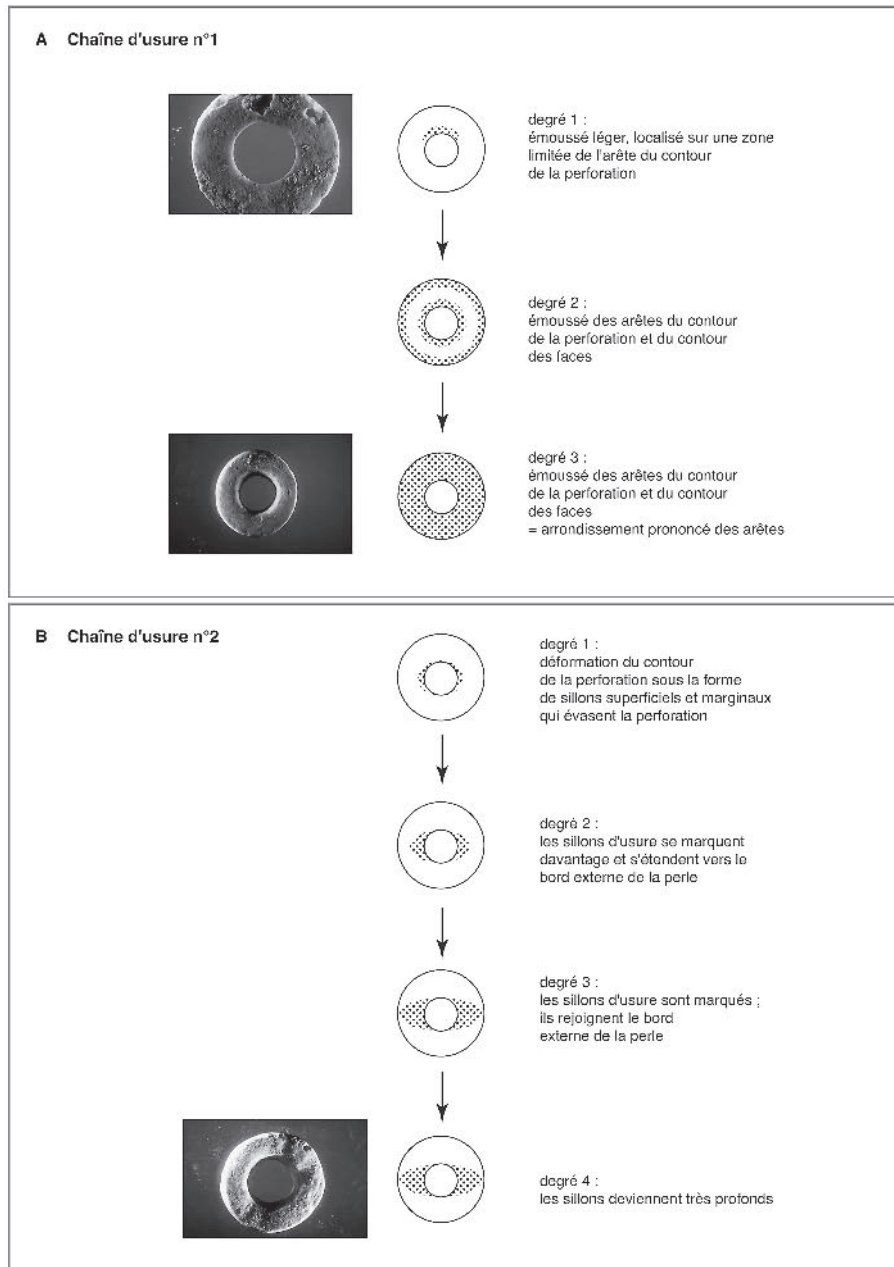 A Chaîne d'usure n°1
degré 1 :
émoussé léger, localisé sur une zone
limitée de l'arête du contour
de la perforation
degré 2 :
émoussé des arêtes du contour
de la perforation et du contour
des faces
degré 3 :
émoussé des arêtes du contour
de la perforation et du contour
des faces
= arrondissement prononcé des arêtes
B Chaîne d'usure n°2
degré 1 :
déformation du contour
de la perforation sous la forme
de sillons superficiels et marginaux
qui évasent la perforation
degré 2 :
les sillons d'usure se marquent
davantage et s'étendent vers le
bord externe de la perle
degré 3 :
les sillons d'usure sont marqués ;
ils rejoignent le bord
externe de la perle
degré 4 :
les sillons deviennent très profonds